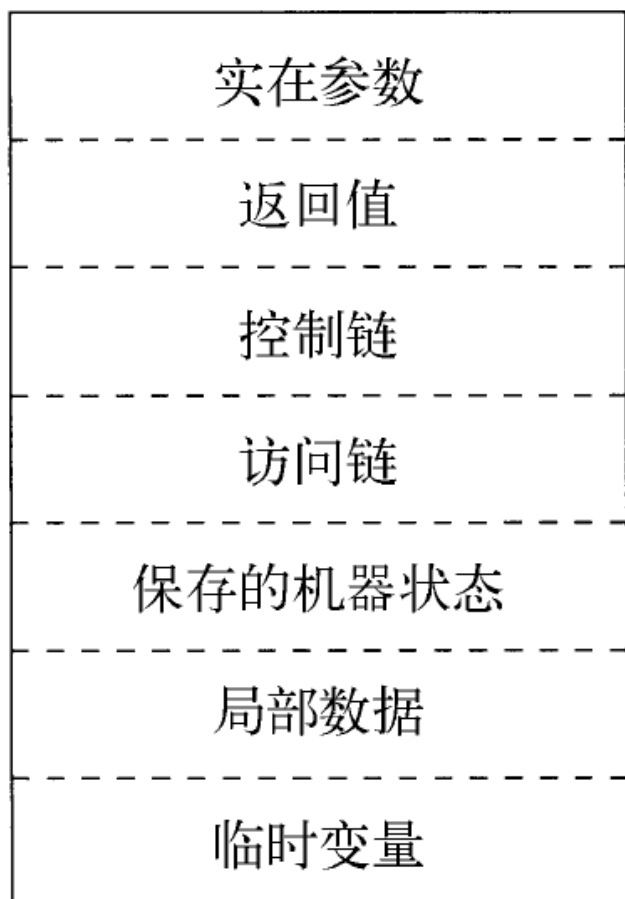 实在参数
返回值
控制链
访问链
保存的机器状态
局部数据
临时变量